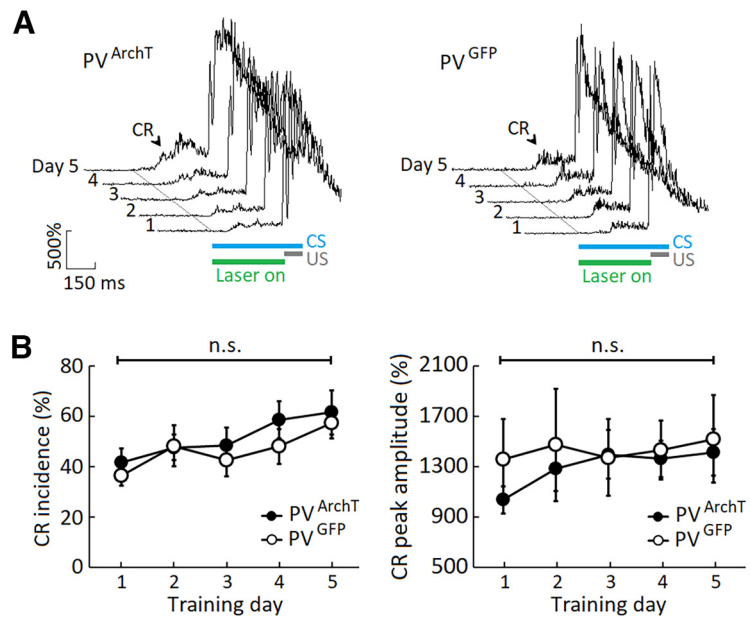 A
PV ArchT
CR
Day 5
4
3
2
1
500%
150 ms
CS
US
Laser on
PV GFP
CR
Day 5
4
3
2
1
CS
US
Laser on
B
n.s.
CR incidence (%)
80
60
40
20
0
1 2 3 4 5
Training day
PV ArchT
PV GFP
n.s.
CR peak amplitude (%)
2100
1700
1300
900
500
1 2 3 4 5
Training day
PV ArchT
PV GFP